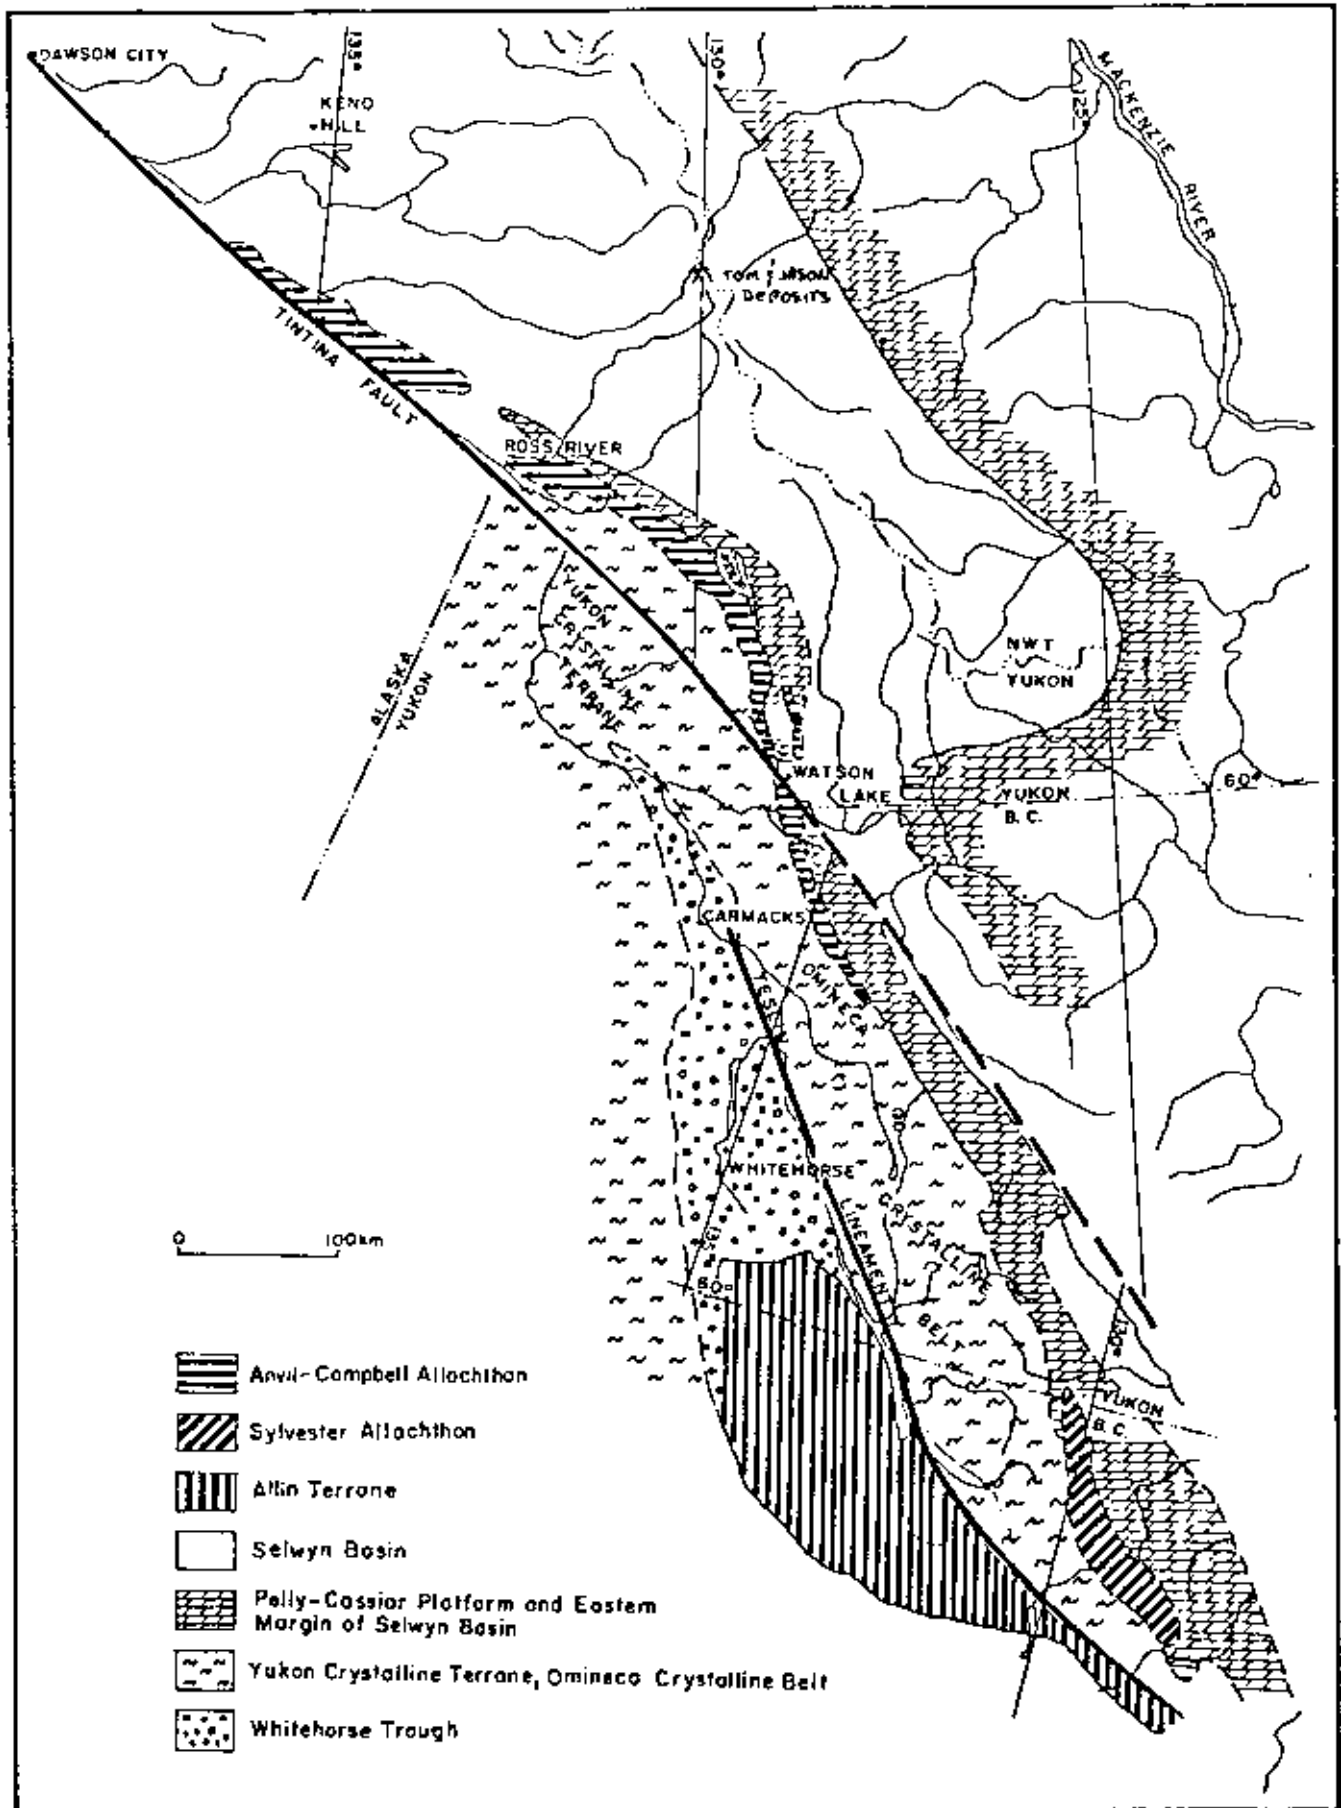 DAWSON CITY
135°
130°
125°
MACKENZIE
RIVER
KENO
HILL
TOM
DEPOSITS
TINTINA FAULT
ROSS RIVER
YUKON
CRYSTALLINE
TERRANE
ALASKA
YUKON
NWT
YUKON
WATSON
LAKE
YUKON
B.C.
60°
CARMACKS
TESLIN
LINEAMENT
OMINECA
CRYSTALLINE
BELT
WHITEHORSE
135°
60°
130°
YUKON
B.C.
0 100km
Anvil-Campbell Allochthon
Sylvester Allochthon
Atlin Terrane
Selwyn Basin
Pelly-Cassiar Platform and Eastern
Margin of Selwyn Basin
Yukon Crystalline Terrane, Omineca Crystalline Belt
Whitehorse Trough